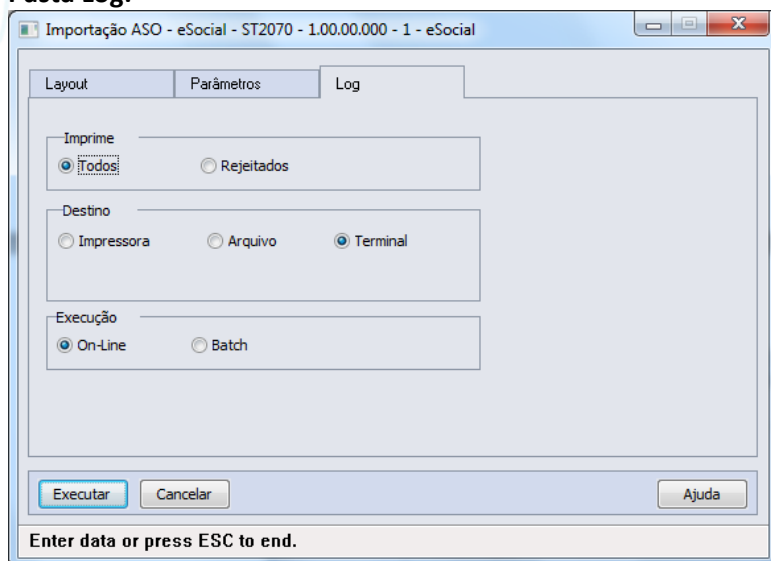 Pasta Log:
Importação ASO - eSocial - ST2070 - 1.00.00.000 - 1 - eSocial
Layout Parâmetros Log
Imprime
Todos Rejeitados
Destino
Impressora Arquivo Terminal
Execução
On-Line Batch
Executar Cancelar Ajuda
Enter data or press ESC to end.